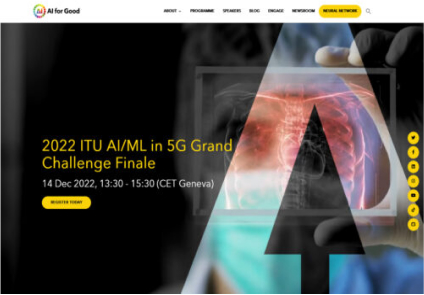 AI for Good
ABOUT PROGRAMME SPEAKERS BLOG ENGAGE NEWSROOM NEURAL NETWORK
2022 ITU AI/ML in 5G Grand
Challenge Finale
14 Dec 2022, 13:30 - 15:30 (CET Geneva)
REGISTER TODAY